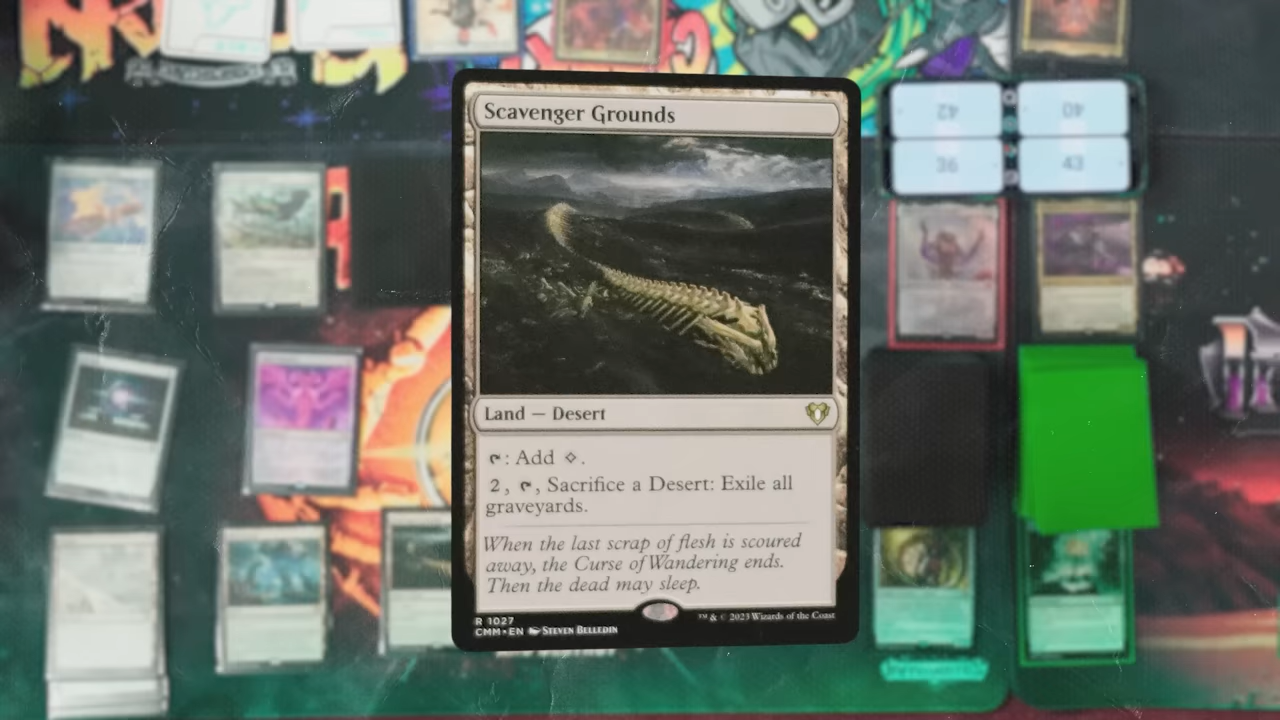 Scavenger Grounds
Land — Desert
: Add .
2, , Sacrifice a Desert: Exile all
graveyards.
When the last scrap of flesh is scoured
away, the Curse of Wandering ends.
Then the dead may sleep.
R 1027
CMM • EN Steven Belledin
™ & © 2023 Wizards of the Coast
42
40
36
43